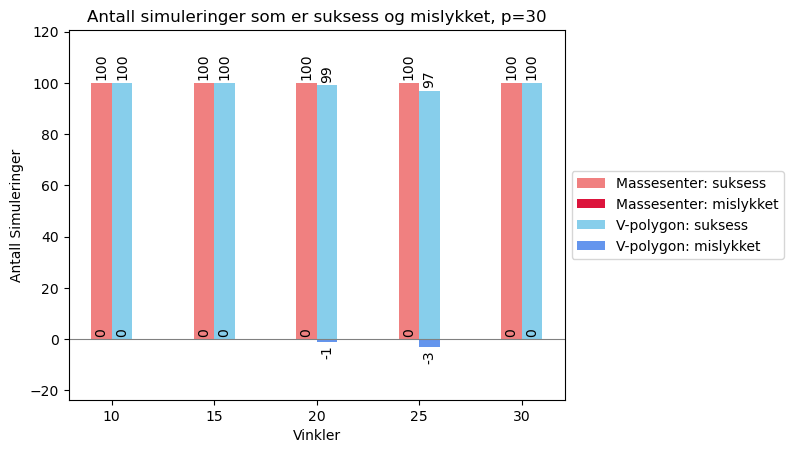 Antall simuleringer som er suksess og mislykket, p=30
Antall Simuleringer
120
100
80
60
40
20
0
−20
100 100 100 100 100 99 100 97 100 100
0 0 0 0 0 -1 0 -3 0 0
10 15 20 25 30
Vinkler
Massesenter: suksess
Massesenter: mislykket
V-polygon: suksess
V-polygon: mislykket